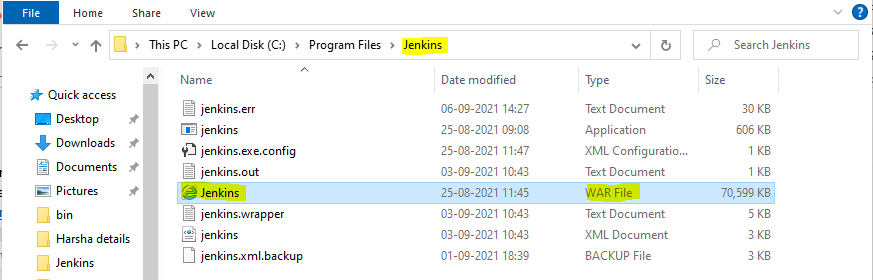 File Home Share View
This PC Local Disk (C:) Program Files Jenkins Search Jenkins
Name Date modified Type Size
Quick access
Desktop
Downloads
Documents
Pictures
bin
Harsha details
Jenkins
jenkins.err 06-09-2021 14:27 Text Document 30 KB
jenkins 25-08-2021 09:08 Application 606 KB
jenkins.exe.config 25-08-2021 11:47 XML Configuratio... 1 KB
jenkins.out 03-09-2021 10:43 Text Document 1 KB
Jenkins 25-08-2021 11:45 WAR File 70,599 KB
jenkins.wrapper 03-09-2021 10:43 Text Document 5 KB
jenkins 03-09-2021 10:43 XML Document 3 KB
jenkins.xml.backup 01-09-2021 18:39 BACKUP File 3 KB